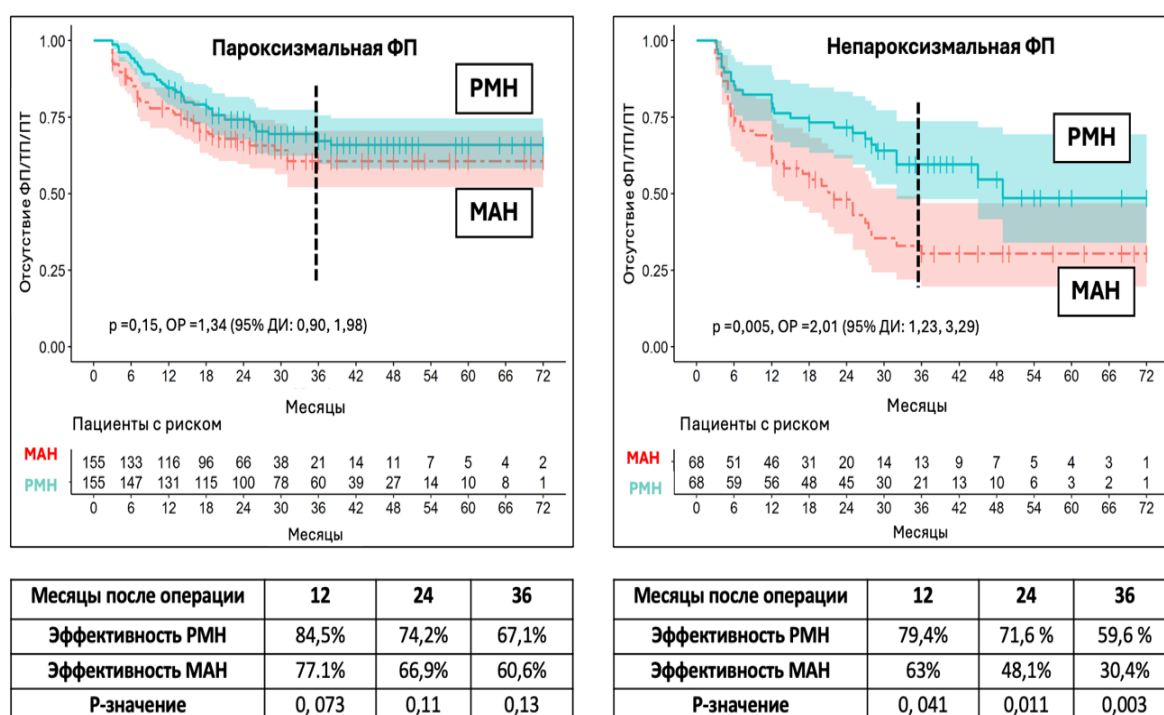 Пароксизмальная ФП
РМН
МАН
Отсутствие ФП/ТП/ПТ
1.00
0.75
0.50
0.25
0.00
p =0,15, ОР =1,34 (95% ДИ: 0,90, 1,98)
0 6 12 18 24 30 36 42 48 54 60 66 72
Месяцы
Пациенты с риском
МАН 155 133 116 96 66 38 21 14 11 7 5 4 2
РМН 155 147 131 115 100 78 60 39 27 14 10 8 1
0 6 12 18 24 30 36 42 48 54 60 66 72
Месяцы
Непароксизмальная ФП
РМН
МАН
Отсутствие ФП/ТП/ПТ
1.00
0.75
0.50
0.25
0.00
p =0,005, ОР =2,01 (95% ДИ: 1,23, 3,29)
0 6 12 18 24 30 36 42 48 54 60 66 72
Месяцы
Пациенты с риском
МАН 68 51 46 31 20 14 13 9 7 5 4 3 1
РМН 68 59 56 48 45 30 21 13 10 6 3 2 1
0 6 12 18 24 30 36 42 48 54 60 66 72
Месяцы
Месяцы после операции 12 24 36
Эффективность РМН 84,5% 74,2% 67,1%
Эффективность МАН 77.1% 66,9% 60,6%
Р-значение 0, 073 0,11 0,13
Месяцы после операции 12 24 36
Эффективность РМН 79,4% 71,6 % 59,6 %
Эффективность МАН 63% 48,1% 30,4%
Р-значение 0, 041 0,011 0,003